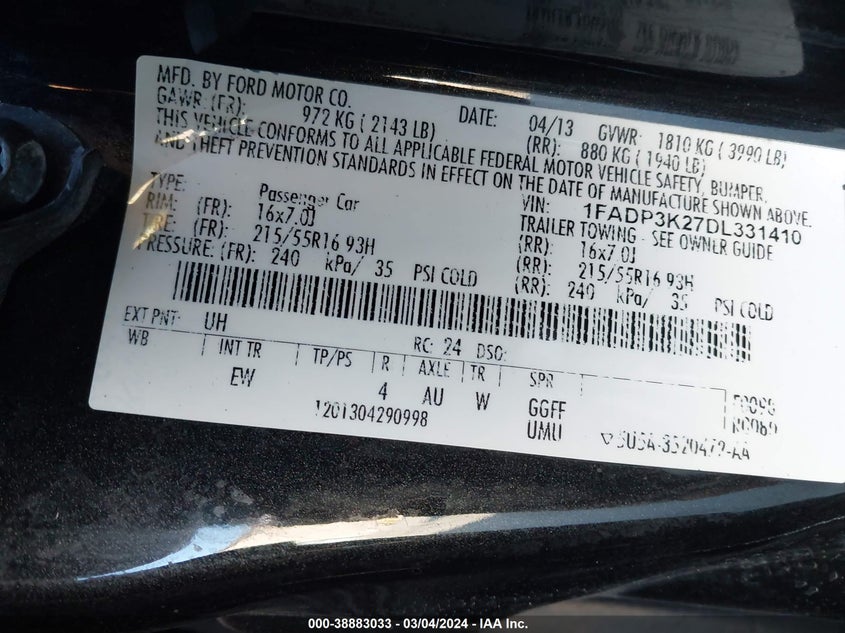 MFD. BY FORD MOTOR CO.
DATE: 04/13 GVWR: 1810 KG ( 3990 LB)
GAWR: (FR): 972 KG ( 2143 LB) (RR): 880 KG ( 1940 LB)
THIS VEHICLE CONFORMS TO ALL APPLICABLE FEDERAL MOTOR VEHICLE SAFETY, BUMPER,
AND THEFT PREVENTION STANDARDS IN EFFECT ON THE DATE OF MANUFACTURE SHOWN ABOVE.
VIN: 1FADP3K27DL331410
TYPE: Passenger Car TRAILER TOWING - SEE OWNER GUIDE
RIM: (FR): 16x7.0J (RR): 16x7.0J
TIRE: (FR): 215/55R16 93H (RR): 215/55R16 93H
PRESSURE: (FR): 240 kPa/ 35 PSI COLD (RR): 240 kPa/ 35 PSI COLD
EXT PNT: UH RC: 24 DSO:
WB INT TR TP/PS R AXLE TR SPR
EW 4 AU W GGFF
1201304290998 UMU
000-38883033 - 03/04/2024 - IAA Inc.